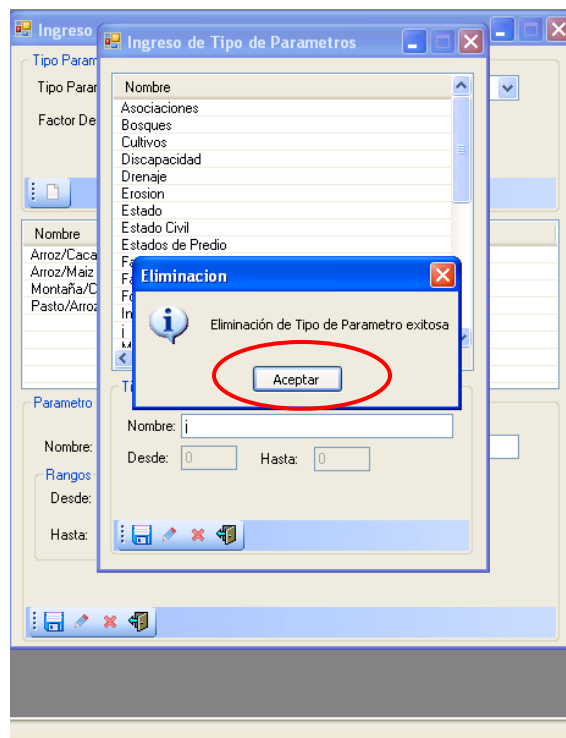 Ingreso
Ingreso de Tipo de Parametros
Tipo Param
Tipo Parar
Factor De
Nombre
Asociaciones
Bosques
Cultivos
Discapacidad
Drenaje
Erosion
Estado
Estado Civil
Estados de Predio
Nombre
Arroz/Caca
Arroz/Maiz
Montaña/C
Pasto/Arroz
Eliminacion
Eliminación de Tipo de Parametro exitosa
Aceptar
Nombre: j
Desde: 0 Hasta: 0
Parametro
Nombre:
Rangos
Desde:
Hasta: